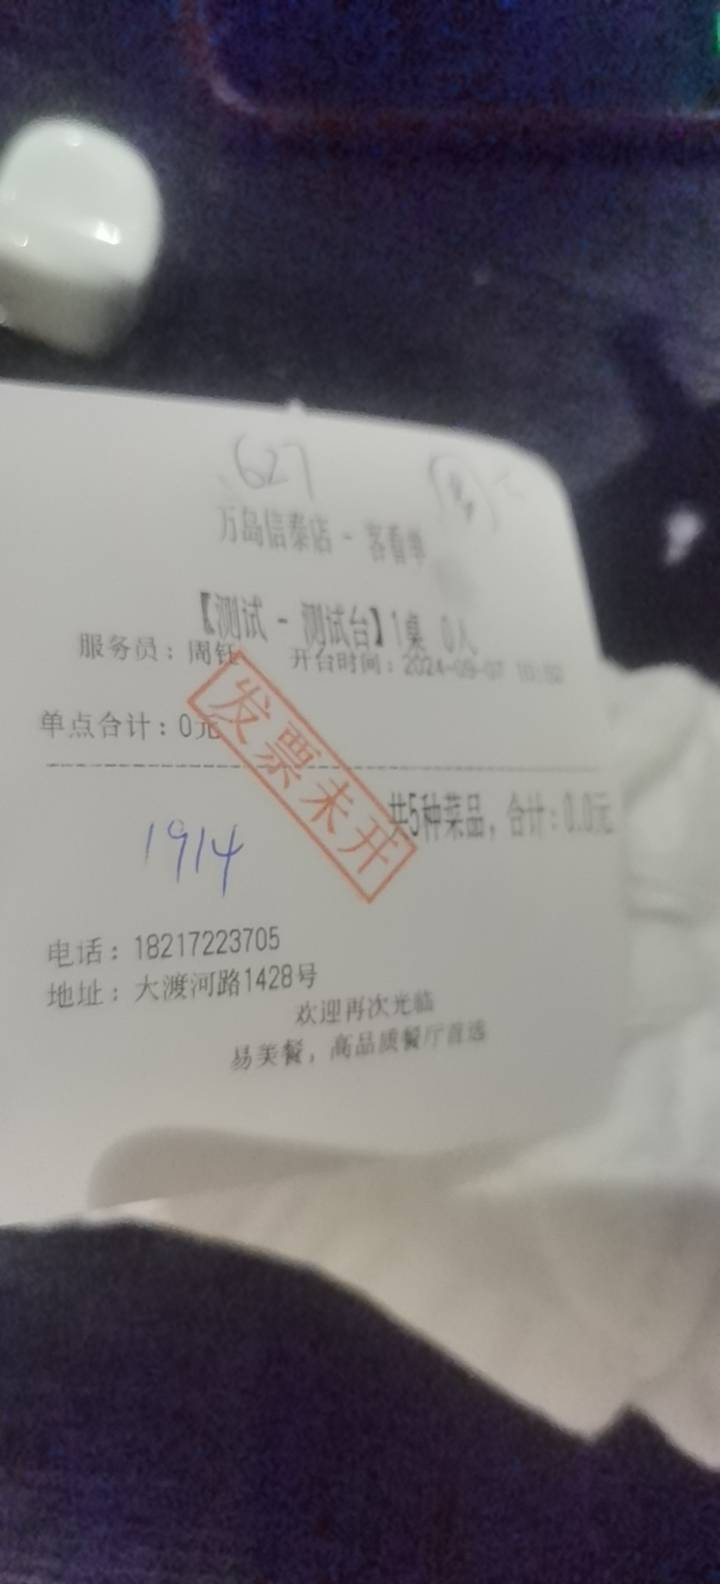 627
万岛信泰店 - 客看单
【测试 - 测试台】1桌 0人
服务员：周钰 开台时间：2024-09-07
单点合计：0元
发票未开
共5种菜品，合计：0.0元
1914
电话：18217223705
地址：大渡河路1428号
欢迎再次光临
易美餐，高品质餐厅首选